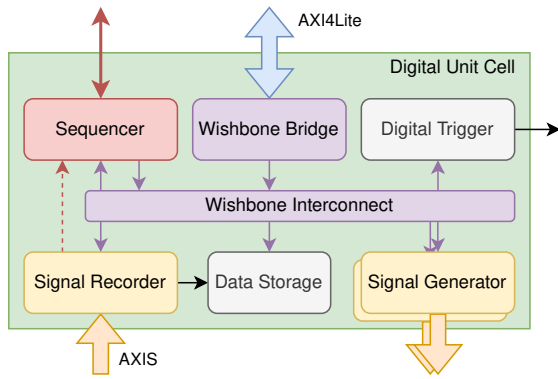 AXI4Lite
Digital Unit Cell
Sequencer
Wishbone Bridge
Digital Trigger
Wishbone Interconnect
Signal Recorder
Data Storage
Signal Generator
AXIS